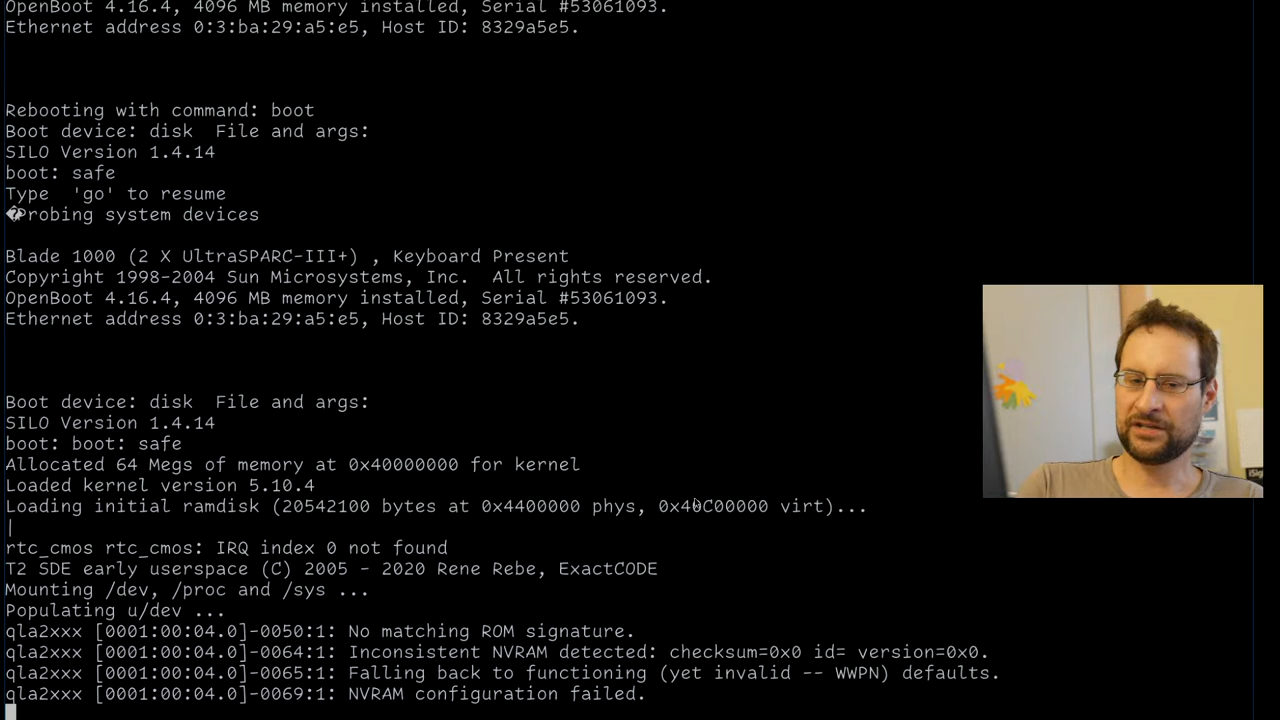 OpenBoot 4.16.4, 4096 MB memory installed, Serial #53061093.
Ethernet address 0:3:ba:29:a5:e5, Host ID: 8329a5e5.
Rebooting with command: boot
Boot device: disk  File and args:
SILO Version 1.4.14
boot: safe
Type  'go' to resume
�robing system devices
Blade 1000 (2 X UltraSPARC-III+) , Keyboard Present
Copyright 1998-2004 Sun Microsystems, Inc.  All rights reserved.
OpenBoot 4.16.4, 4096 MB memory installed, Serial #53061093.
Ethernet address 0:3:ba:29:a5:e5, Host ID: 8329a5e5.
Boot device: disk  File and args:
SILO Version 1.4.14
boot: boot: safe
Allocated 64 Megs of memory at 0x40000000 for kernel
Loaded kernel version 5.10.4
Loading initial ramdisk (20542100 bytes at 0x4400000 phys, 0x40C00000 virt)...
|
rtc_cmos rtc_cmos: IRQ index 0 not found
T2 SDE early userspace (C) 2005 - 2020 Rene Rebe, ExactCODE
Mounting /dev, /proc and /sys ...
Populating u/dev ...
qla2xxx [0001:00:04.0]-0050:1: No matching ROM signature.
qla2xxx [0001:00:04.0]-0064:1: Inconsistent NVRAM detected: checksum=0x0 id= version=0x0.
qla2xxx [0001:00:04.0]-0065:1: Falling back to functioning (yet invalid -- WWPN) defaults.
qla2xxx [0001:00:04.0]-0069:1: NVRAM configuration failed.